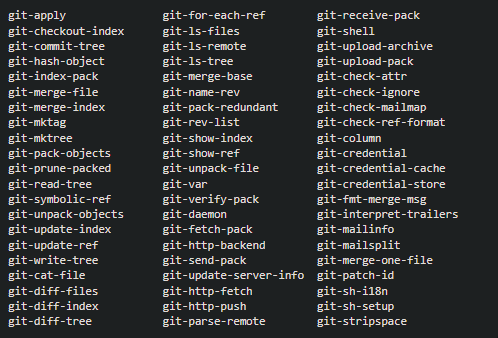 git-apply git-for-each-ref git-receive-pack
git-checkout-index git-ls-files git-shell
git-commit-tree git-ls-remote git-upload-archive
git-hash-object git-ls-tree git-upload-pack
git-index-pack git-merge-base git-check-attr
git-merge-file git-name-rev git-check-ignore
git-merge-index git-pack-redundant git-check-mailmap
git-mktag git-rev-list git-check-ref-format
git-mktree git-show-index git-column
git-pack-objects git-show-ref git-credential
git-prune-packed git-unpack-file git-credential-cache
git-read-tree git-var git-credential-store
git-symbolic-ref git-verify-pack git-fmt-merge-msg
git-unpack-objects git-daemon git-interpret-trailers
git-update-index git-fetch-pack git-mailinfo
git-update-ref git-http-backend git-mailsplit
git-write-tree git-send-pack git-merge-one-file
git-cat-file git-update-server-info git-patch-id
git-diff-files git-http-fetch git-sh-i18n
git-diff-index git-http-push git-sh-setup
git-diff-tree git-parse-remote git-stripspace